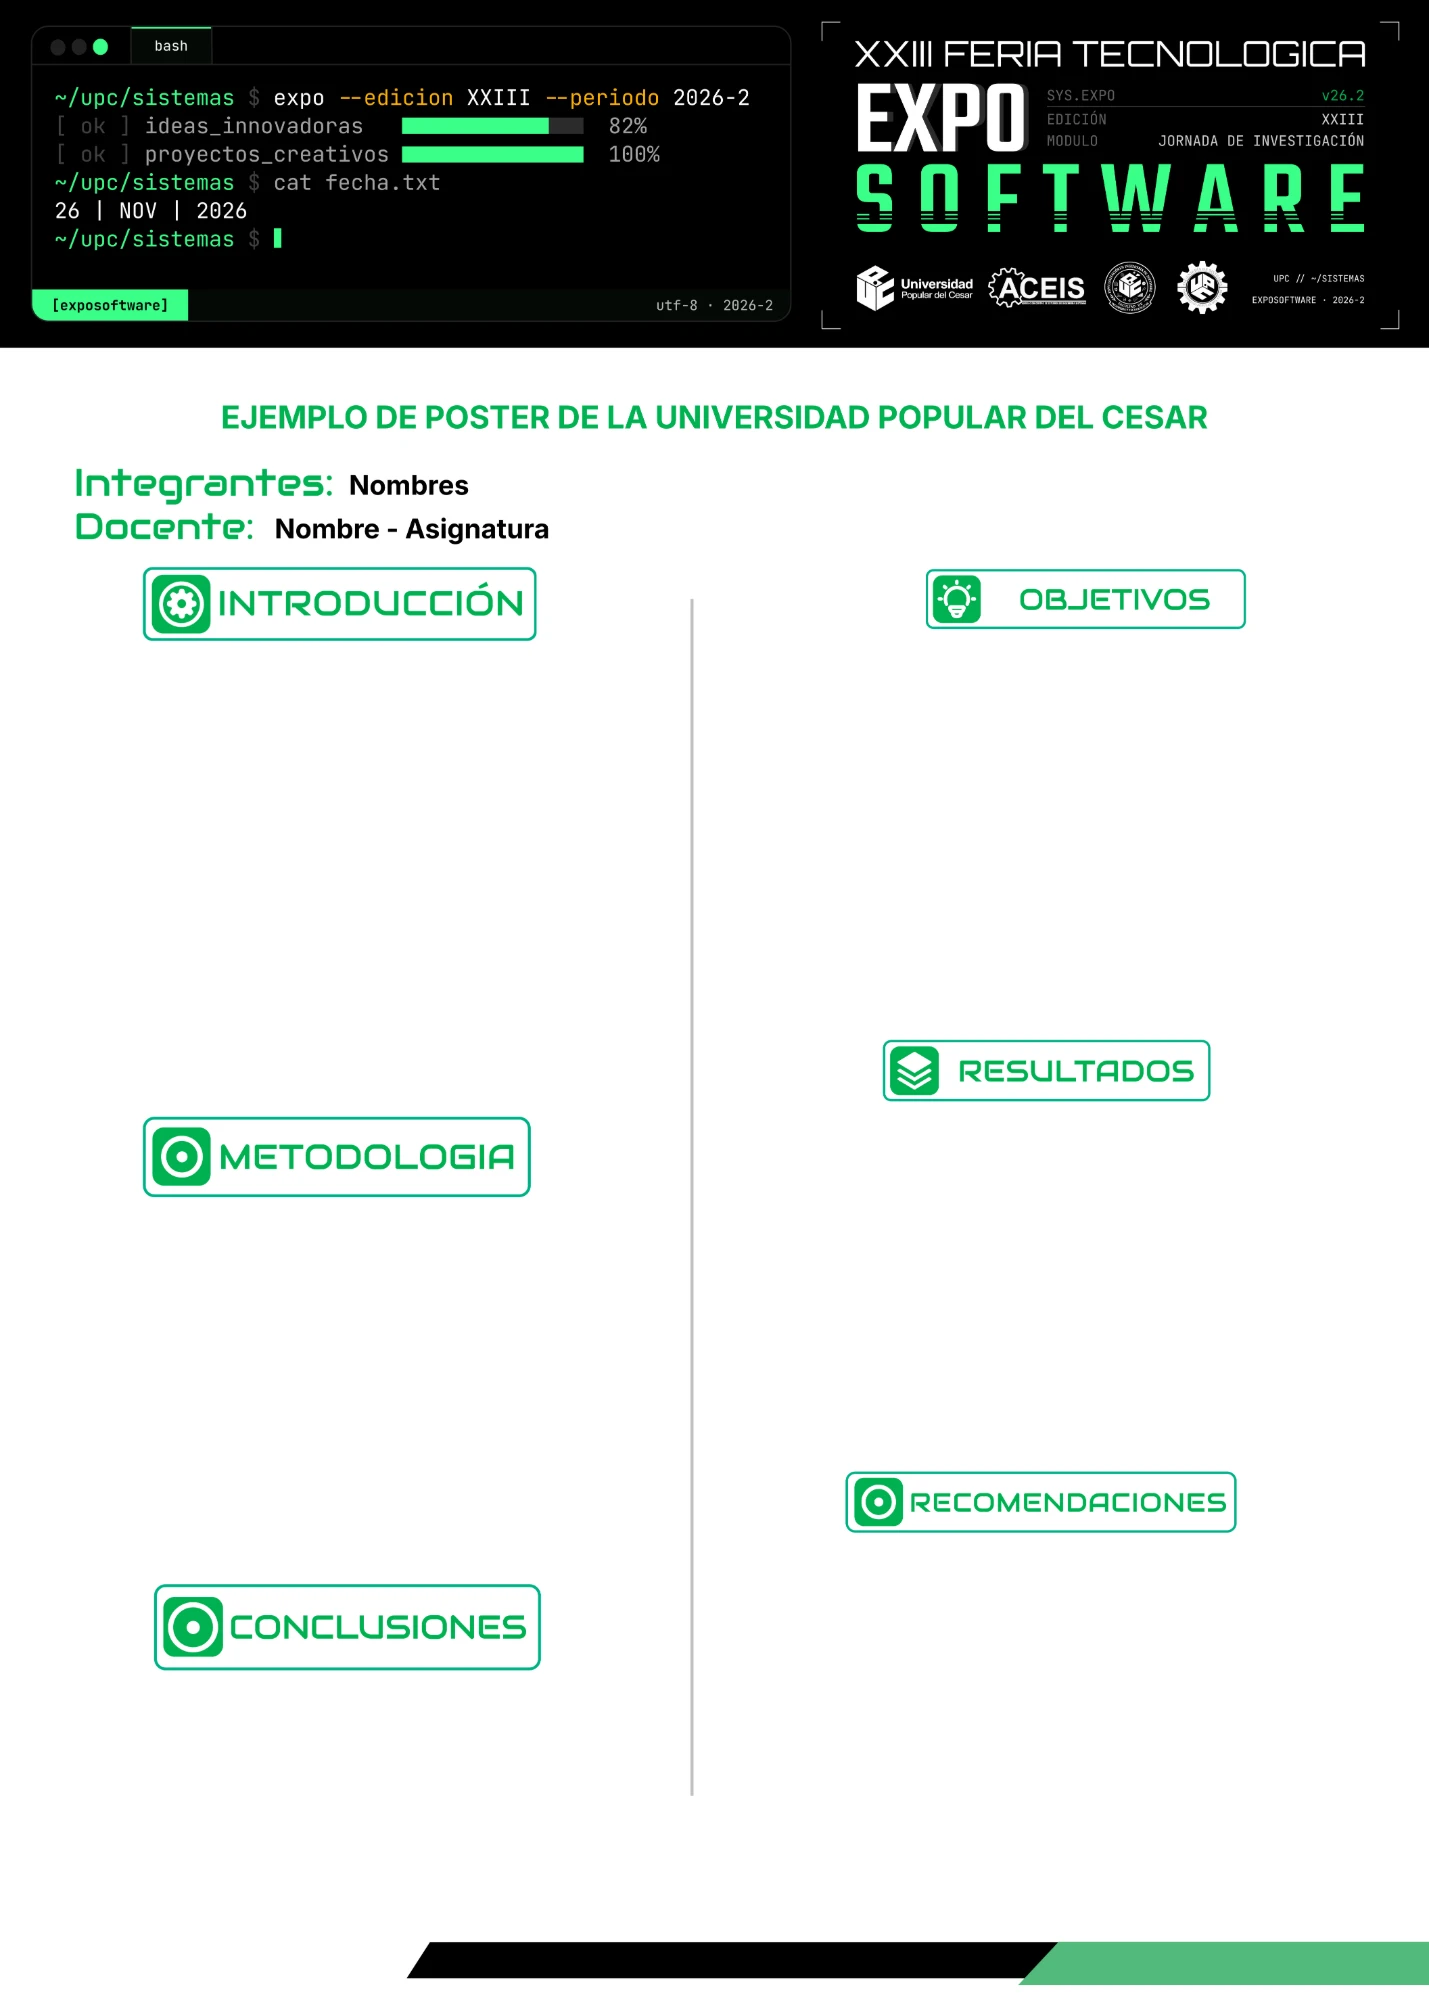 bash
~/upc/sistemas $ expo --edicion XXIII --periodo 2026-2
[ ok ] ideas_innovadoras 82%
[ ok ] proyectos_creativos 100%
~/upc/sistemas $ cat fecha.txt
26 | NOV | 2026
~/upc/sistemas $
[exposoftware]
utf-8 · 2026-2
XXIII FERIA TECNOLOGICA
EXPO
SYS.EXPO v26.2
EDICIÓN XXIII
MODULO JORNADA DE INVESTIGACIÓN
SOFTWARE
Universidad
Popular del Cesar
ACEIS
UPC // ~/SISTEMAS
EXPOSOFTWARE · 2026-2
EJEMPLO DE POSTER DE LA UNIVERSIDAD POPULAR DEL CESAR
Integrantes: Nombres
Docente: Nombre - Asignatura
INTRODUCCIÓN
METODOLOGIA
CONCLUSIONES
OBJETIVOS
RESULTADOS
RECOMENDACIONES